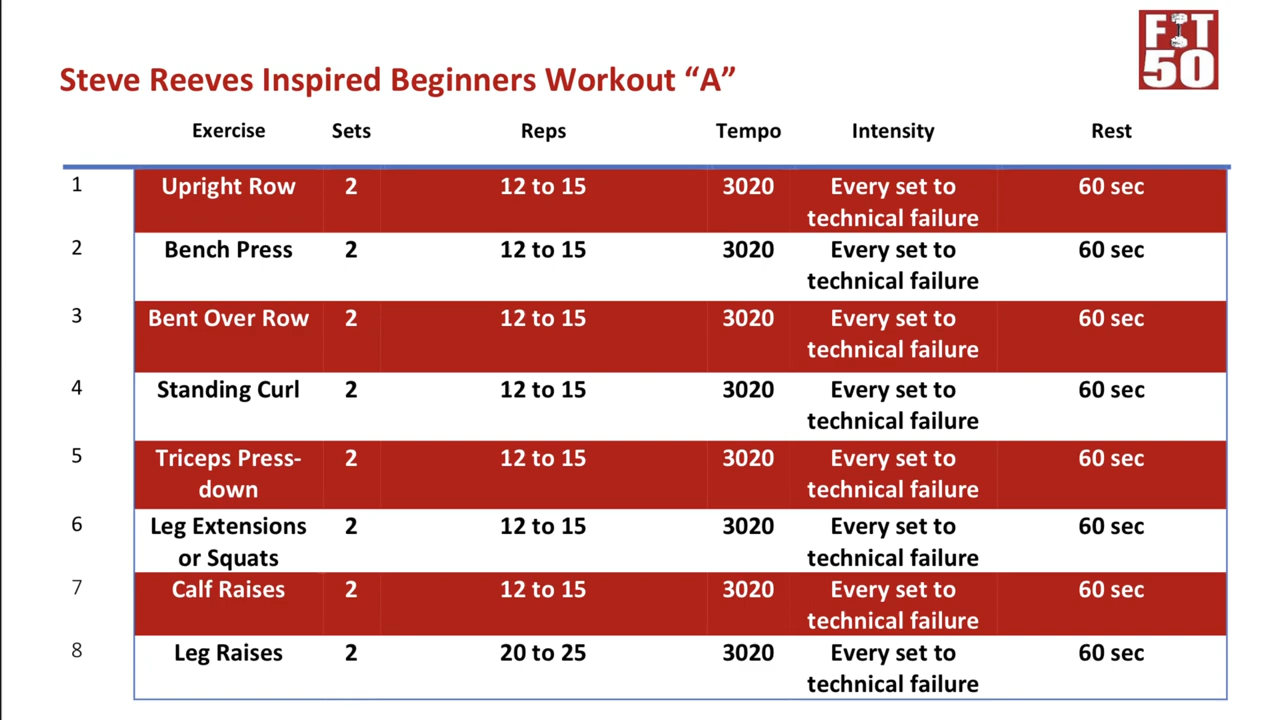 FIT
50
Steve Reeves Inspired Beginners Workout “A”
Exercise Sets Reps Tempo Intensity Rest
1 Upright Row 2 12 to 15 3020 Every set to 60 sec
technical failure
2 Bench Press 2 12 to 15 3020 Every set to 60 sec
technical failure
3 Bent Over Row 2 12 to 15 3020 Every set to 60 sec
technical failure
4 Standing Curl 2 12 to 15 3020 Every set to 60 sec
technical failure
5 Triceps Press- 2 12 to 15 3020 Every set to 60 sec
down technical failure
6 Leg Extensions 2 12 to 15 3020 Every set to 60 sec
or Squats technical failure
7 Calf Raises 2 12 to 15 3020 Every set to 60 sec
technical failure
8 Leg Raises 2 20 to 25 3020 Every set to 60 sec
technical failure